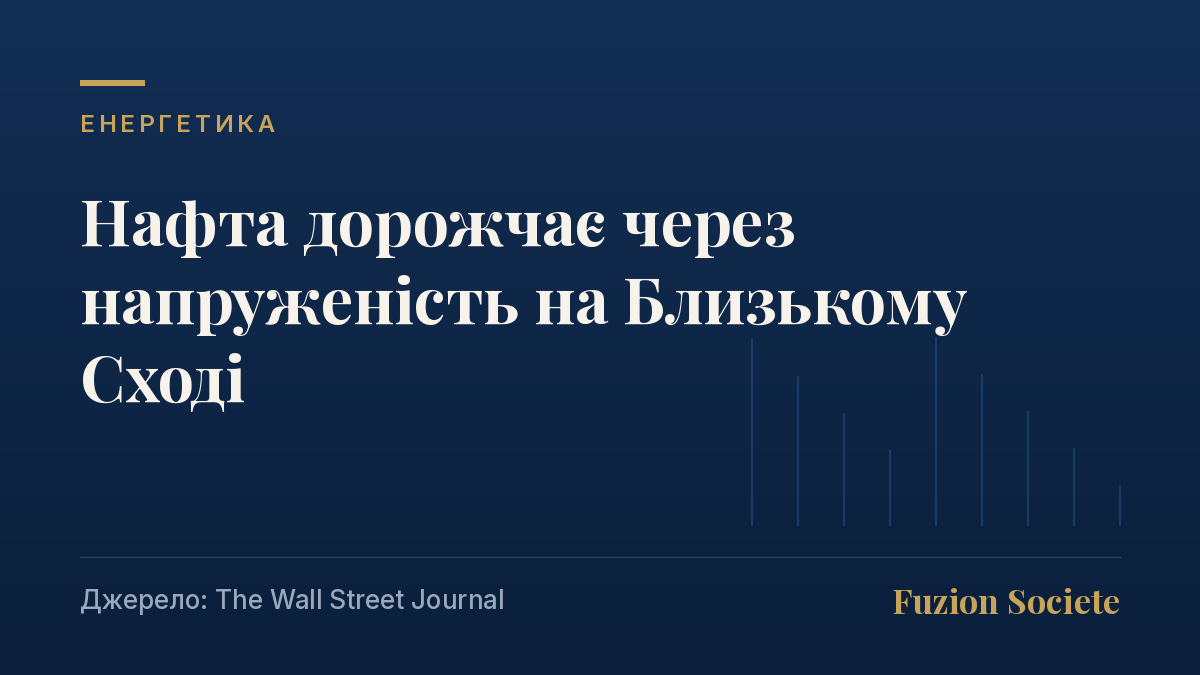 ЕНЕРГЕТИКА
Нафта дорожчає через
напруженість на Близькому
Сході
Джерело: The Wall Street Journal
Fuzion Societe